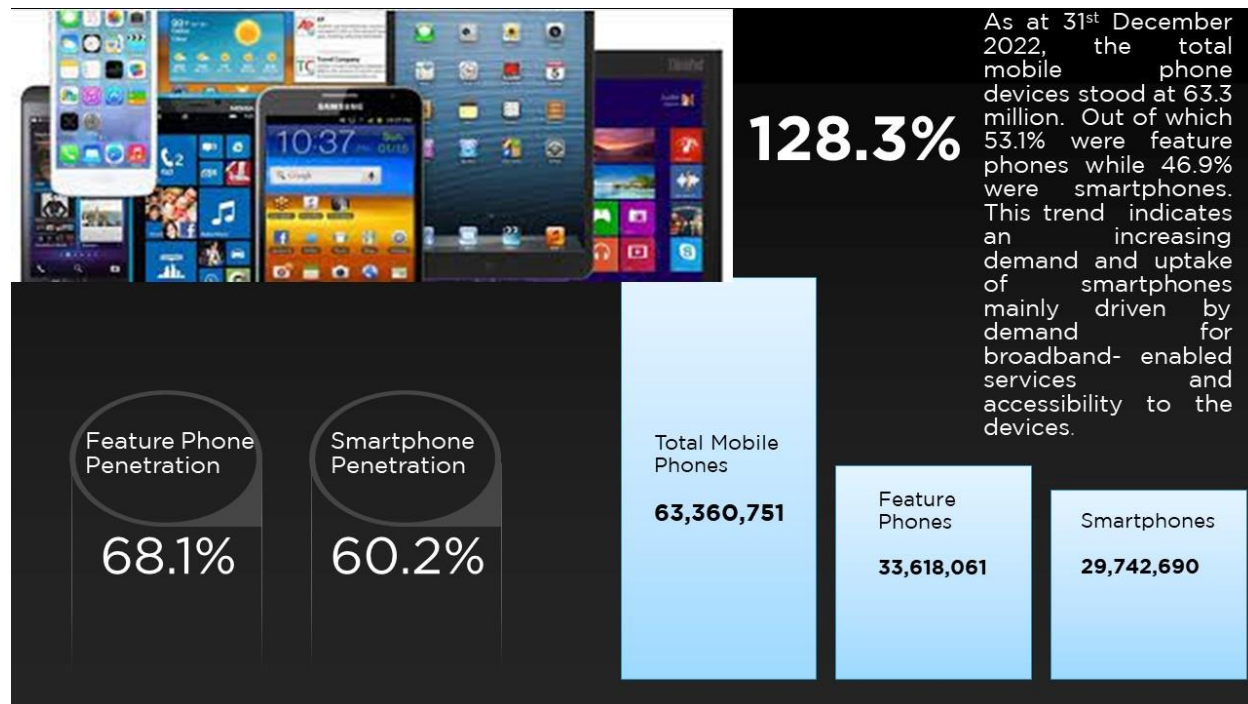 SAMSUNG
10:37
Google
128.3%
As at 31st December
2022, the total
mobile phone
devices stood at 63.3
million. Out of which
53.1% were feature
phones while 46.9%
were smartphones.
This trend indicates
an increasing
demand and uptake
of smartphones
mainly driven by
demand for
broadband- enabled
services and
accessibility to the
devices.
Feature Phone
Penetration
68.1%
Smartphone
Penetration
60.2%
Total Mobile
Phones
63,360,751
Feature
Phones
33,618,061
Smartphones
29,742,690